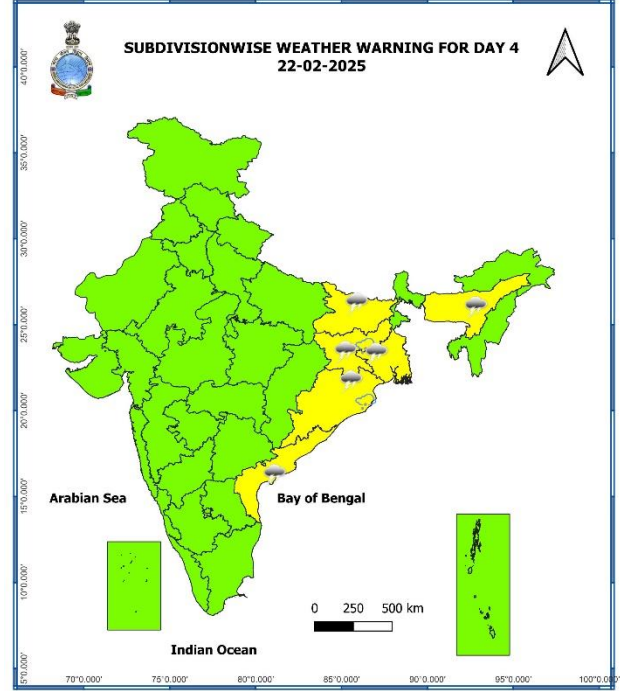 SUBDIVISIONWISE WEATHER WARNING FOR DAY 4
22-02-2025
40°0.000'
35°0.000'
30°0.000'
25°0.000'
20°0.000'
15°0.000'
10°0.000'
5°0.000'
Arabian Sea
Bay of Bengal
0 250 500 km
Indian Ocean
70°0.000' 75°0.000' 80°0.000' 85°0.000' 90°0.000' 95°0.000' 100°0.000'